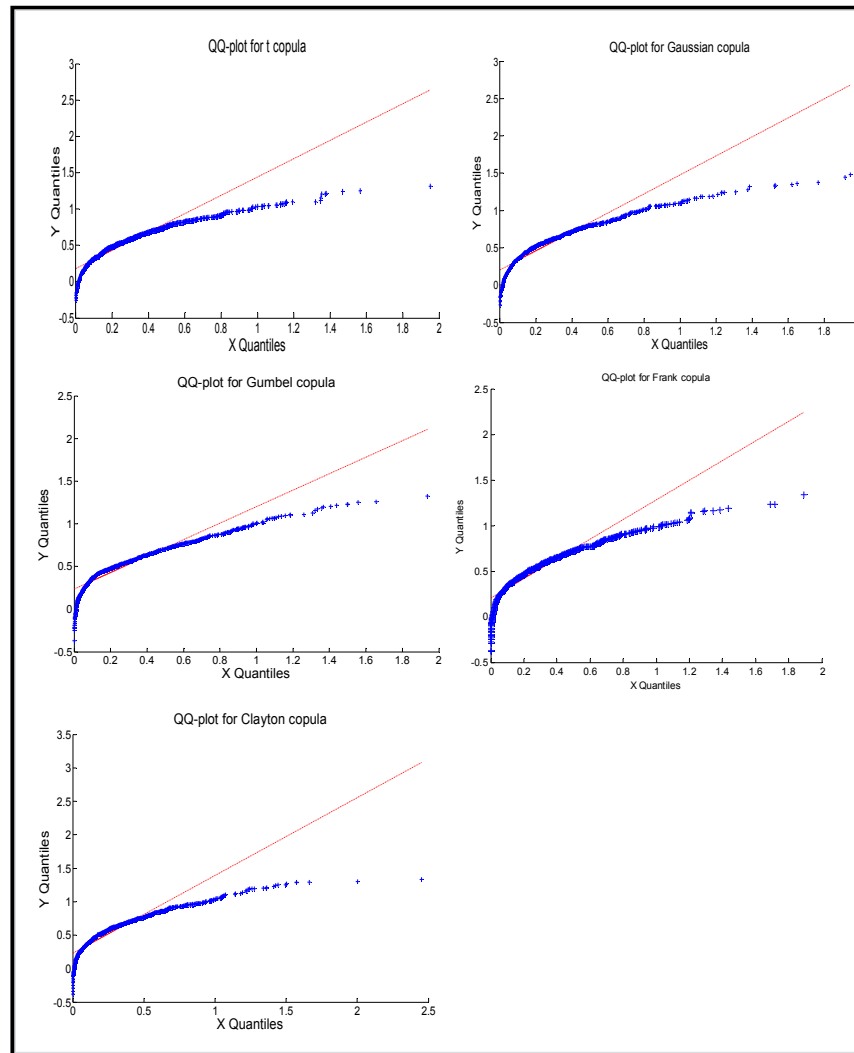 QQ-plot for t copula
3
2.5
2
1.5
1
0.5
0
-0.5
Y Quantiles
0.2 0.4 0.6 0.8 1 1.2 1.4 1.6 1.8 2
X Quantiles
QQ-plot for Gaussian copula
3
2.5
2
1.5
1
0.5
0
-0.5
Y Quantiles
0 0.2 0.4 0.6 0.8 1 1.2 1.4 1.6 1.8
X Quantiles
QQ-plot for Gumbel copula
2.5
2
1.5
1
0.5
0
-0.5
Y Quantiles
0 0.2 0.4 0.6 0.8 1 1.2 1.4 1.6 1.8 2
X Quantiles
QQ-plot for Frank copula
2.5
2
1.5
1
0.5
0
-0.5
Y Quantiles
0 0.2 0.4 0.6 0.8 1 1.2 1.4 1.6 1.8 2
X Quantiles
QQ-plot for Clayton copula
3.5
3
2.5
2
1.5
1
0.5
0
-0.5
Y Quantiles
0 0.5 1 1.5 2 2.5
X Quantiles